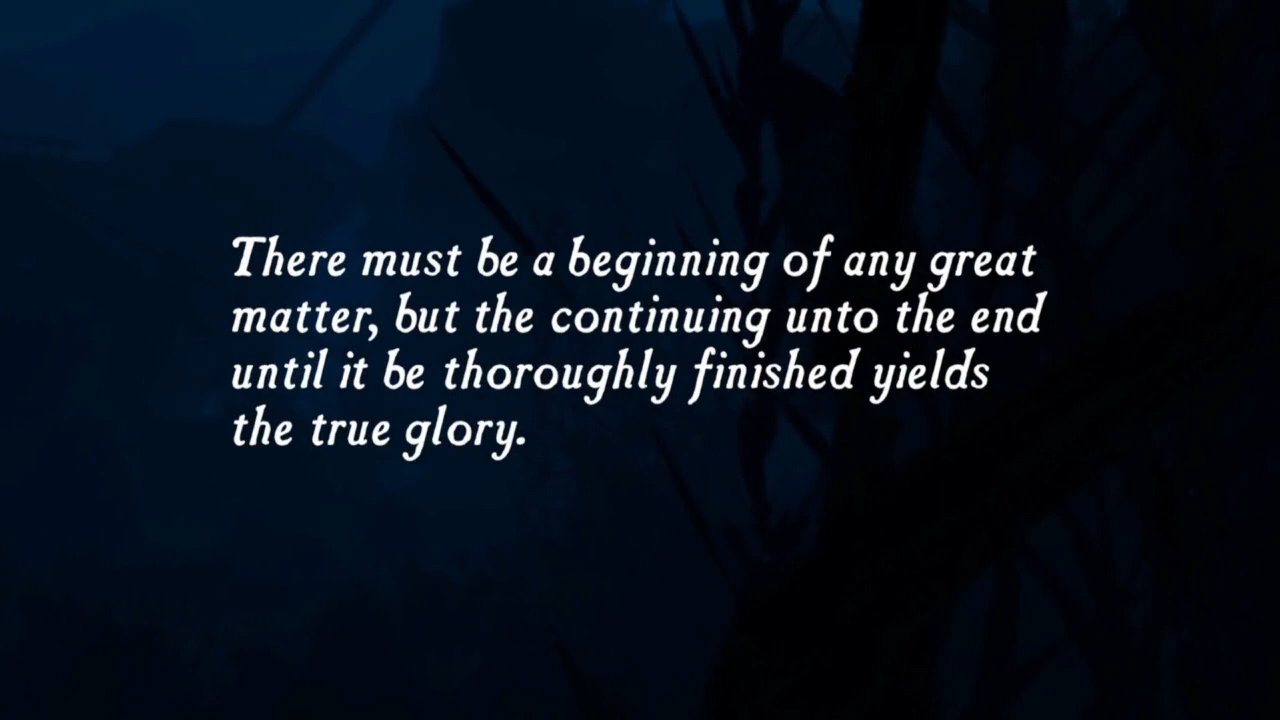 There must be a beginning of any great
matter, but the continuing unto the end
until it be thoroughly finished yields
the true glory.